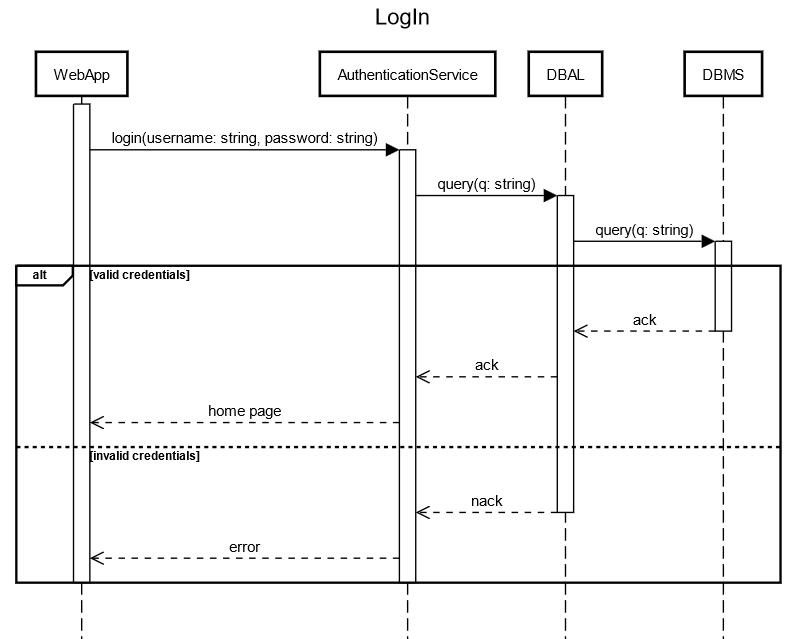 LogIn
WebApp
AuthenticationService
DBAL
DBMS
login(username: string, password: string)
query(q: string)
query(q: string)
alt
[valid credentials]
ack
ack
home page
[invalid credentials]
nack
error